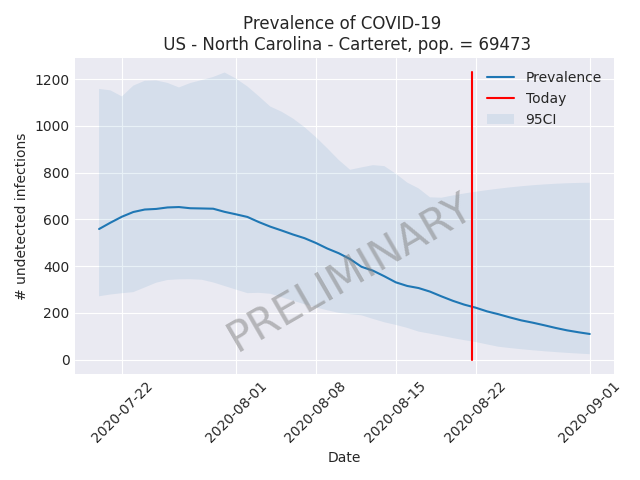 Prevalence of COVID-19
US - North Carolina - Carteret, pop. = 69473
# undetected infections
1200
1000
800
600
400
200
0
Prevalence
Today
95CI
PRELIMINARY
2020-07-22
2020-08-01
2020-08-08
2020-08-15
2020-08-22
2020-09-01
Date